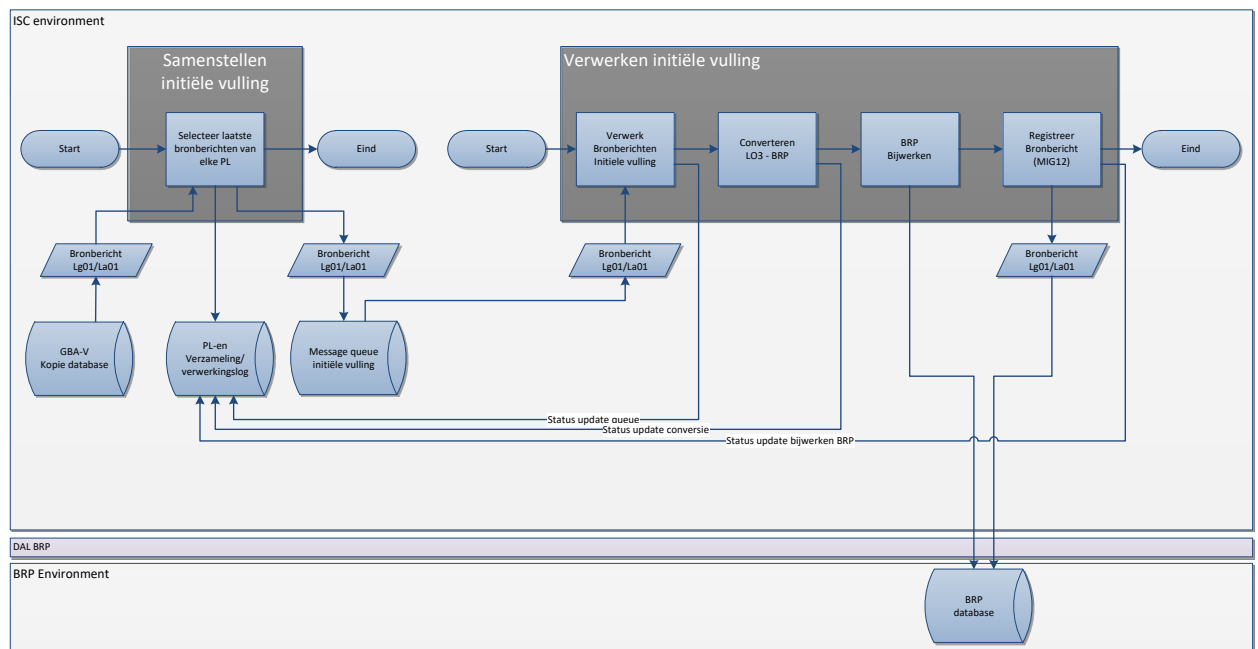 ISC environment
Samenstellen
initiële vulling
Verwerken initiële vulling
Start
Selecteer laatste
bronberichten van
elke PL
Eind
Start
Verwerk
Bronberichten
Initiele vulling
Converteren
LO3 - BRP
BRP
Bijwerken
Registreer
Bronbericht
(MIG12)
Eind
Bronbericht
Lg01/La01
Bronbericht
Lg01/La01
Bronbericht
Lg01/La01
Bronbericht
Lg01/La01
GBA-V
Kopie database
PL-en
Verzameling/
verwerkingslog
Message queue
initiële vulling
Status update queue
Status update conversie
Status update bijwerken BRP
DAL BRP
BRP Environment
BRP
database